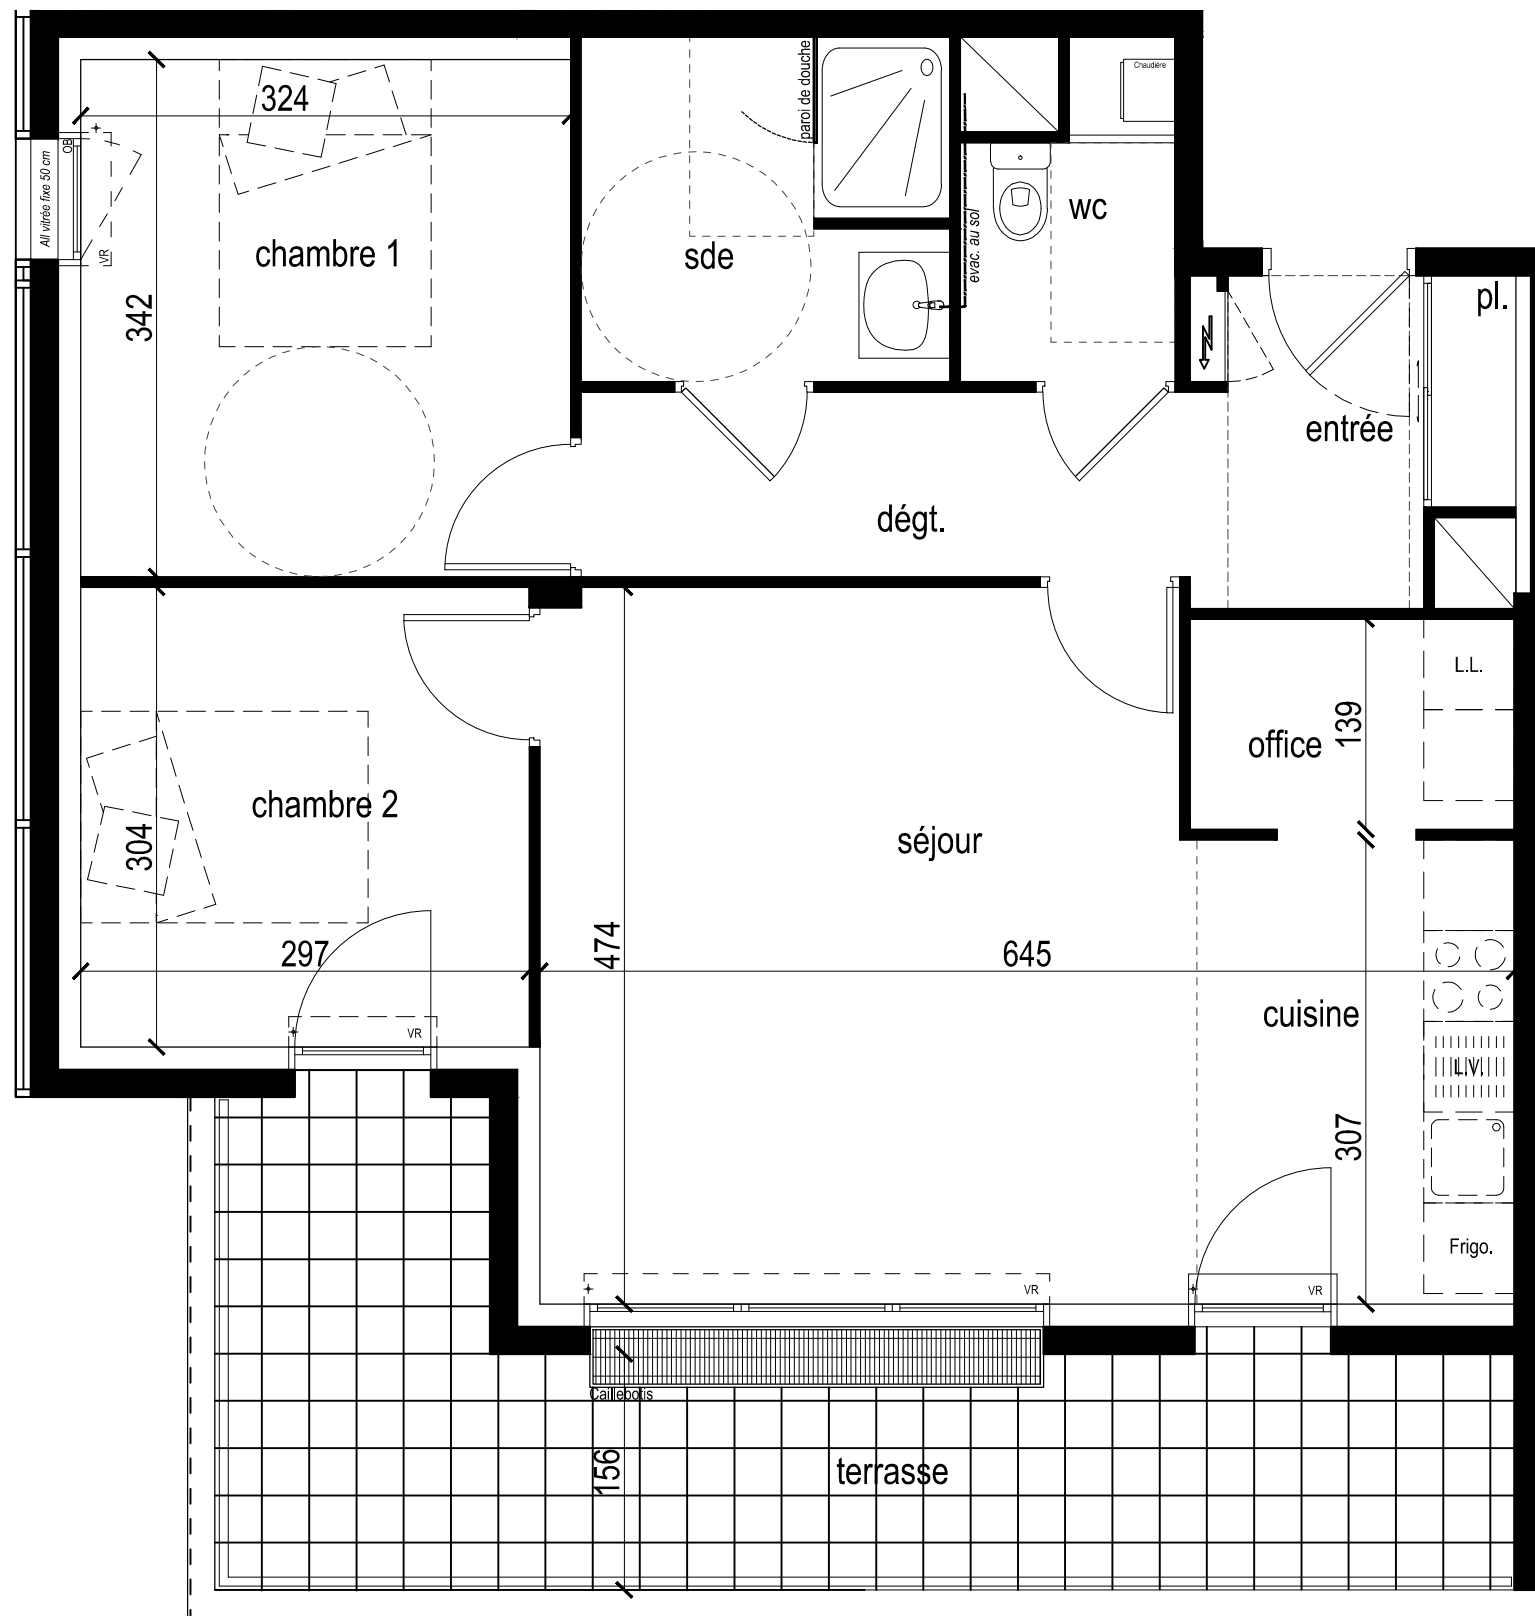 324
paroi de douche
Chaudière
OB
All vitrée fixe 50 cm
VR
chambre 1
sde
evac. au sol
wc
pl.
342
entrée
dégt.
L.L.
139
office
chambre 2
304
séjour
297
474
645
cuisine
VR
L.V.
307
Frigo.
VR
VR
Caillebotis
156
terrasse